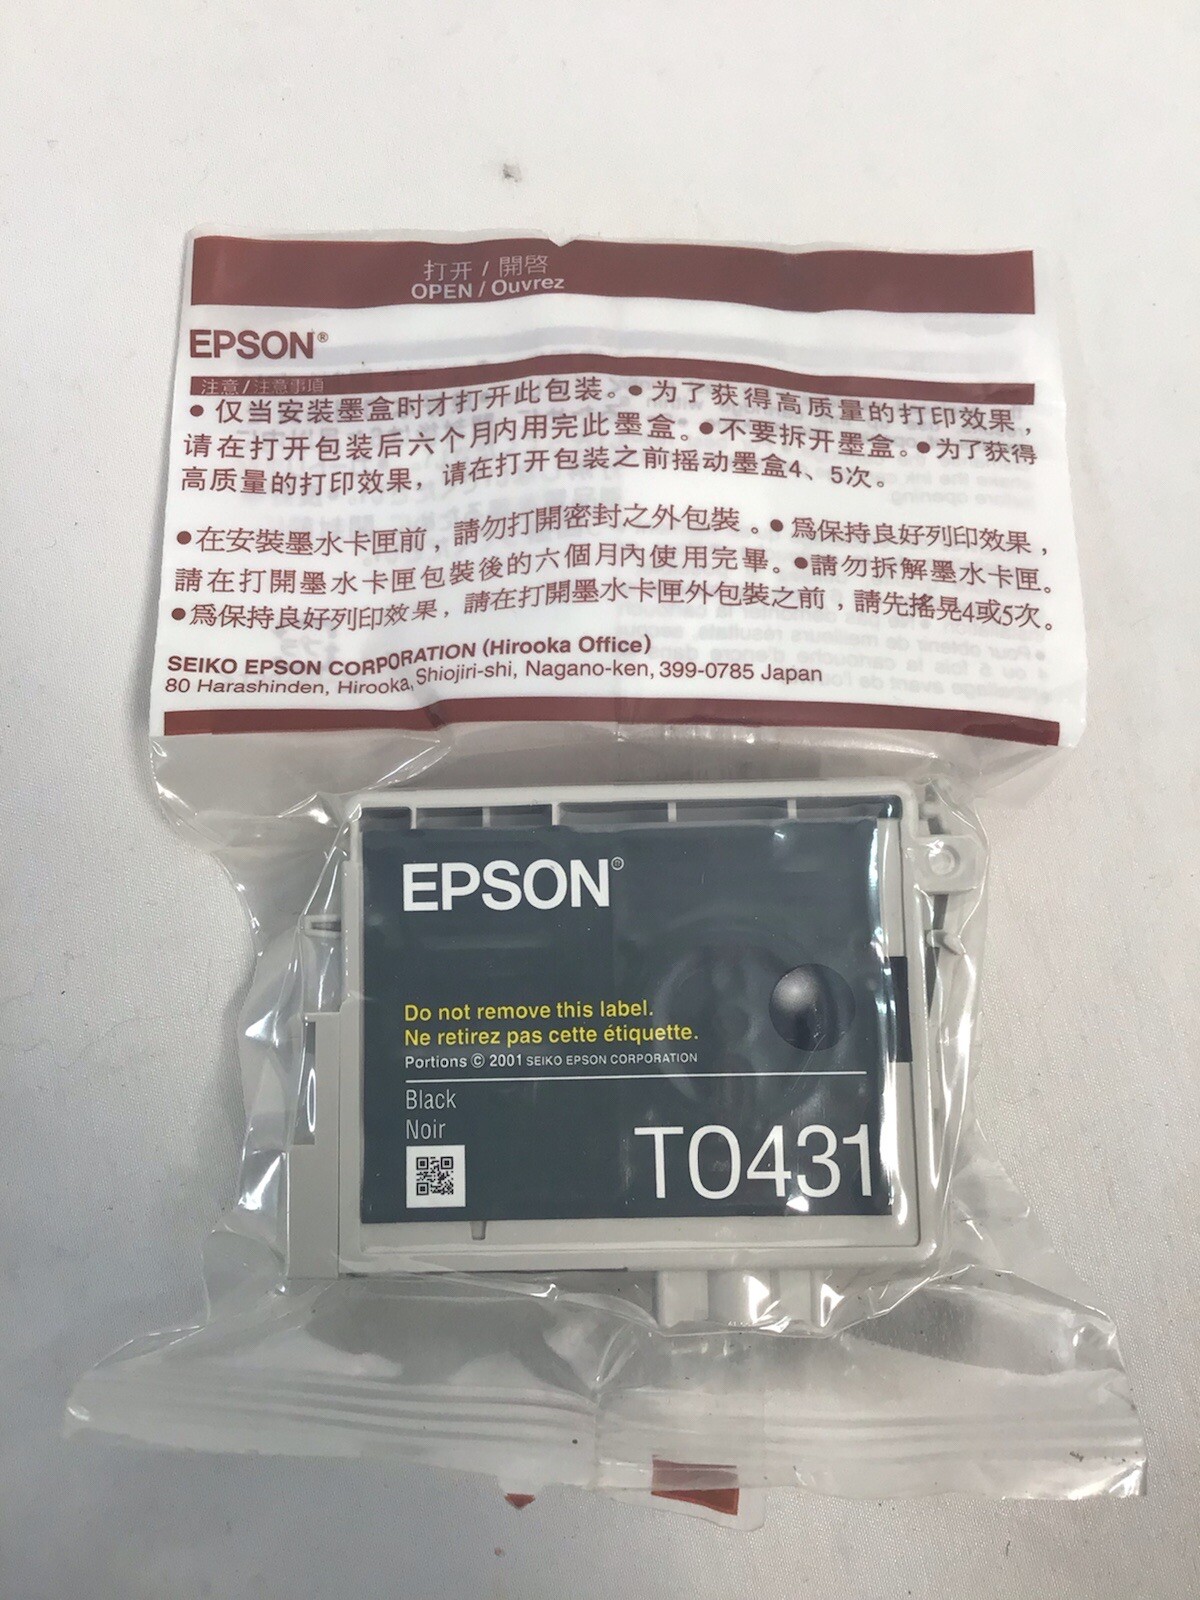 打开 / 開啓
OPEN / Ouvrez
EPSON®
注意 / 注意事項
● 仅当安装墨盒时才打开此包装。● 为了获得高质量的打印效果，
请在打开包装后六个月内用完此墨盒。●不要拆开墨盒。●为了获得
高质量的打印效果，请在打开包装之前摇动墨盒4、5次。
●在安裝墨水卡匣前，請勿打開密封之外包裝。● 爲保持良好列印效果，
請在打開墨水卡匣包裝後的六個月內使用完畢。●請勿拆解墨水卡匣。
●爲保持良好列印效果，請在打開墨水卡匣外包裝之前，請先搖晃4或5次。
SEIKO EPSON CORPORATION (Hirooka Office)
80 Harashinden, Hirooka, Shiojiri-shi, Nagano-ken, 399-0785 Japan
EPSON®
Do not remove this label.
Ne retirez pas cette étiquette.
Portions © 2001 SEIKO EPSON CORPORATION
Black
Noir
T0431